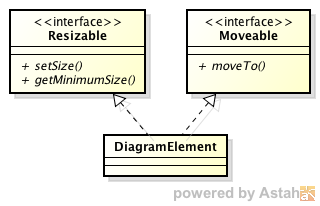 <<interface>>
Resizable
+ setSize()
+ getMinimumSize()
<<interface>>
Moveable
+ moveTo()
DiagramElement
powered by Astah